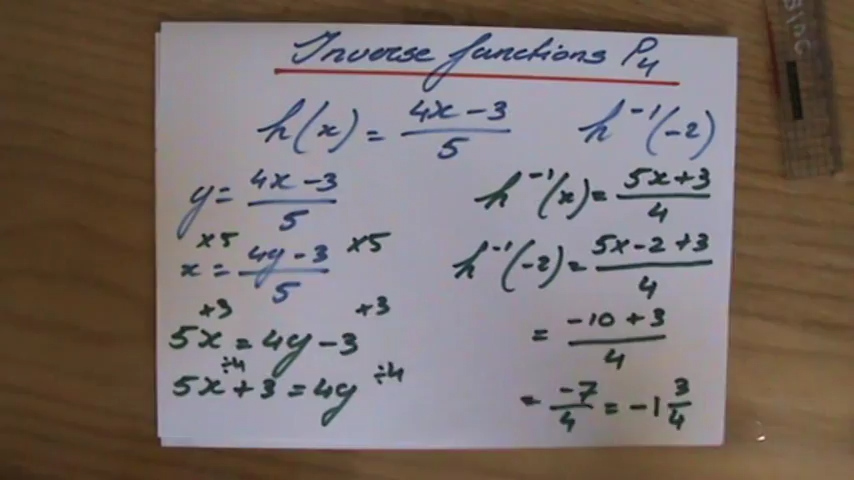 Inverse functions P4
h(x) = (4x - 3)/5
h⁻¹(-2)
y = (4x - 3)/5
×5 ×5
x = (4y - 3)/5
+3 +3
5x = 4y - 3
÷4 ÷4
5x + 3 = 4y
h⁻¹(x) = (5x + 3)/4
h⁻¹(-2) = (5x - 2 + 3)/4
= (-10 + 3)/4
= -7/4 = -1 3/4
SINC